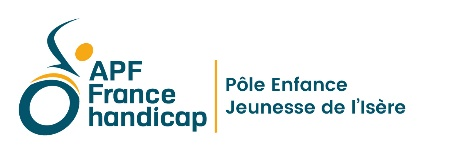 APF
France
handicap
Pôle Enfance
Jeunesse de l'Isère